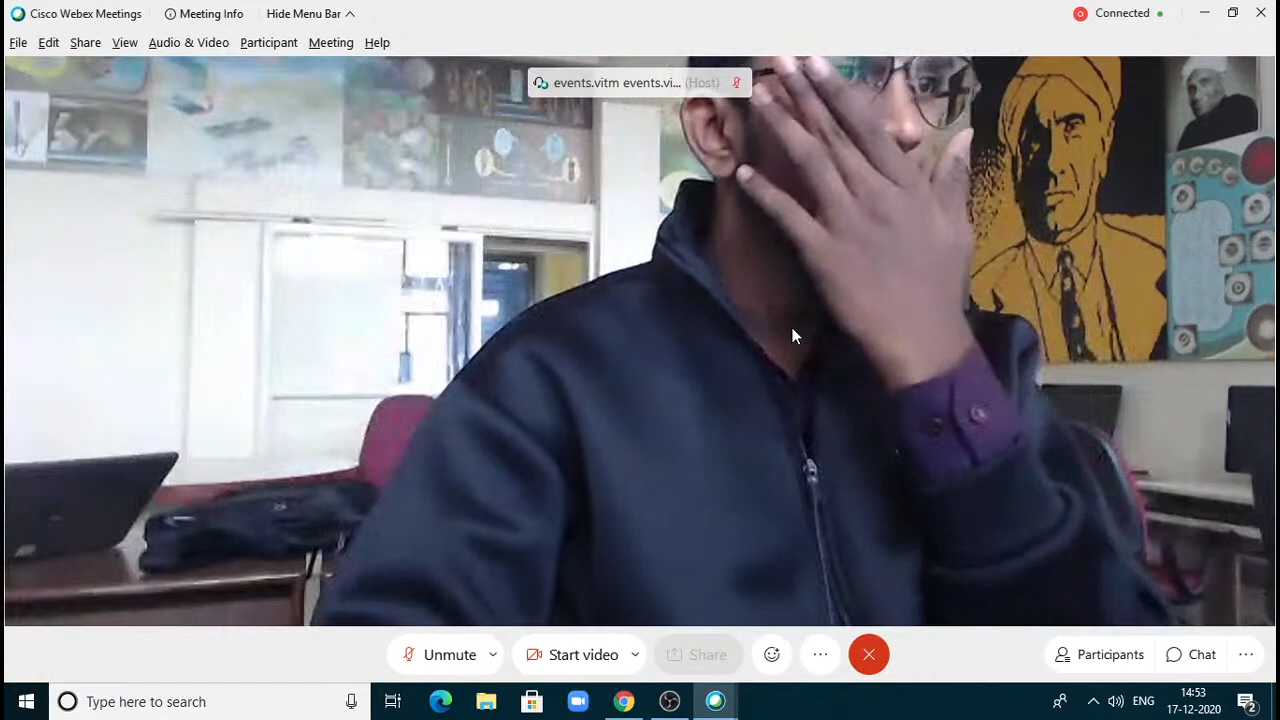 Cisco Webex Meetings Meeting Info Hide Menu Bar Connected
File Edit Share View Audio & Video Participant Meeting Help
events.vitm events.vi... (Host)
Unmute Start video Share Participants Chat
Type here to search
ENG
14:53
17-12-2020
2